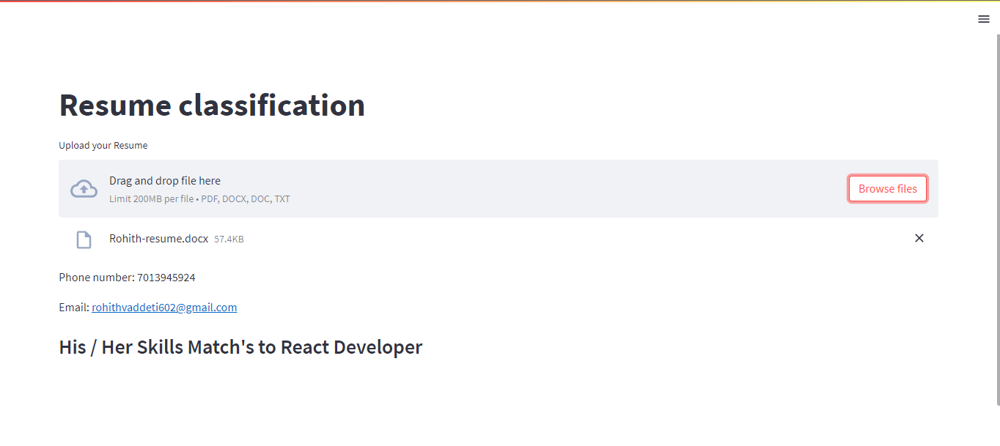 Resume classification
Upload your Resume
Drag and drop file here
Limit 200MB per file • PDF, DOCX, DOC, TXT
Browse files
Rohith-resume.docx 57.4KB
Phone number: 7013945924
Email: rohithvaddeti602@gmail.com
His / Her Skills Match's to React Developer